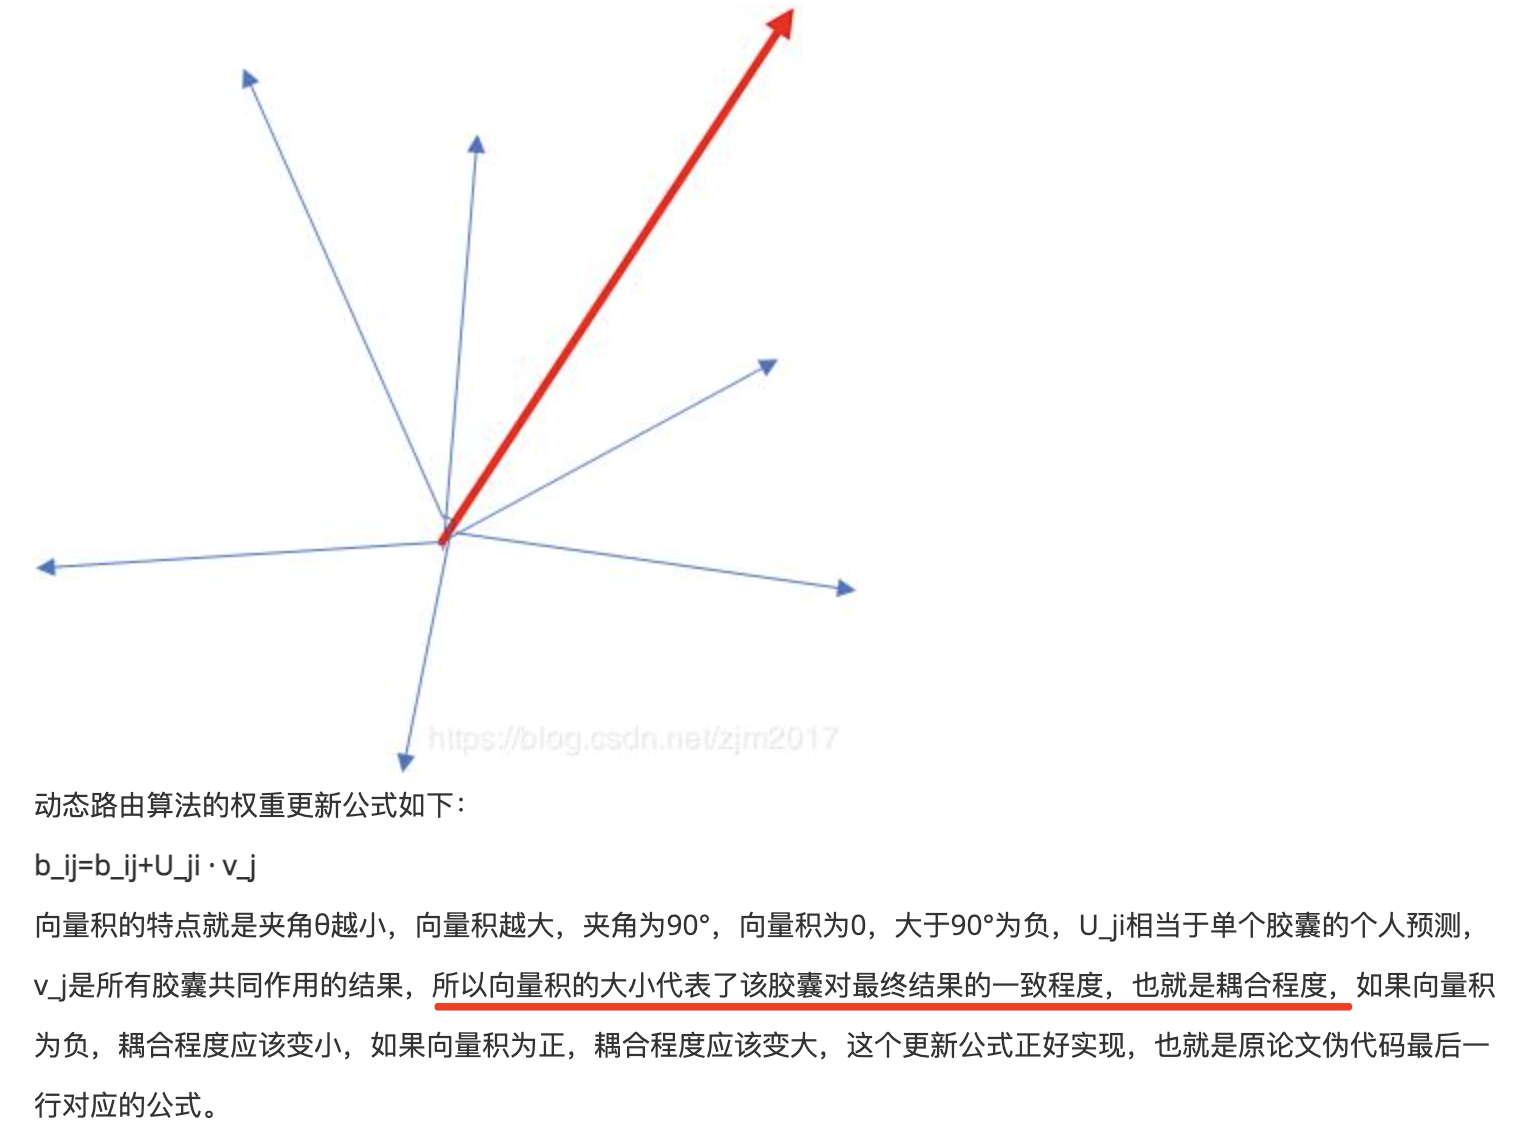 https://blog.csdn.net/zjm2017
动态路由算法的权重更新公式如下：
b_ij=b_ij+U_ji · v_j
向量积的特点就是夹角θ越小，向量积越大，夹角为90°，向量积为0，大于90°为负，U_ji相当于单个胶囊的个人预测，
v_j是所有胶囊共同作用的结果，所以向量积的大小代表了该胶囊对最终结果的一致程度，也就是耦合程度，如果向量积
为负，耦合程度应该变小，如果向量积为正，耦合程度应该变大，这个更新公式正好实现，也就是原论文伪代码最后一
行对应的公式。